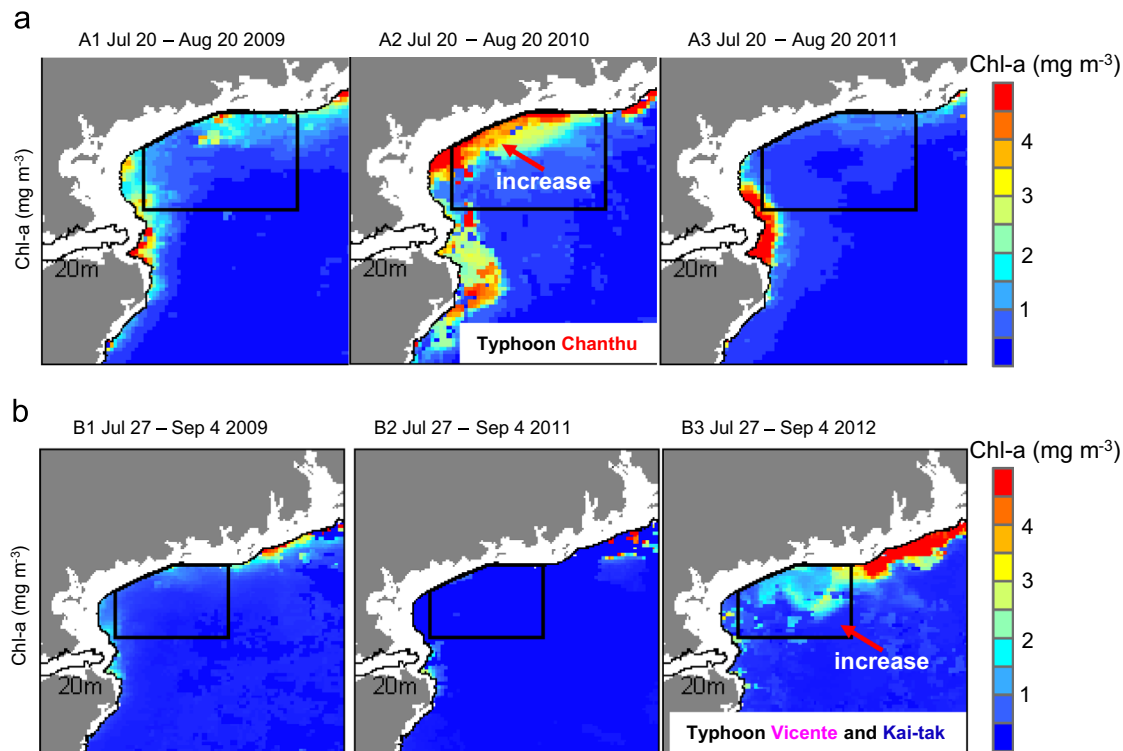 a
A1 Jul 20 – Aug 20 2009
A2 Jul 20 – Aug 20 2010
A3 Jul 20 – Aug 20 2011
Chl-a (mg m-3)
Chl-a (mg m-3)
increase
20m
20m
20m
Typhoon Chanthu
4
3
2
1
b
B1 Jul 27 – Sep 4 2009
B2 Jul 27 – Sep 4 2011
B3 Jul 27 – Sep 4 2012
Chl-a (mg m-3)
Chl-a (mg m-3)
increase
20m
20m
20m
Typhoon Vicente and Kai-tak
4
3
2
1